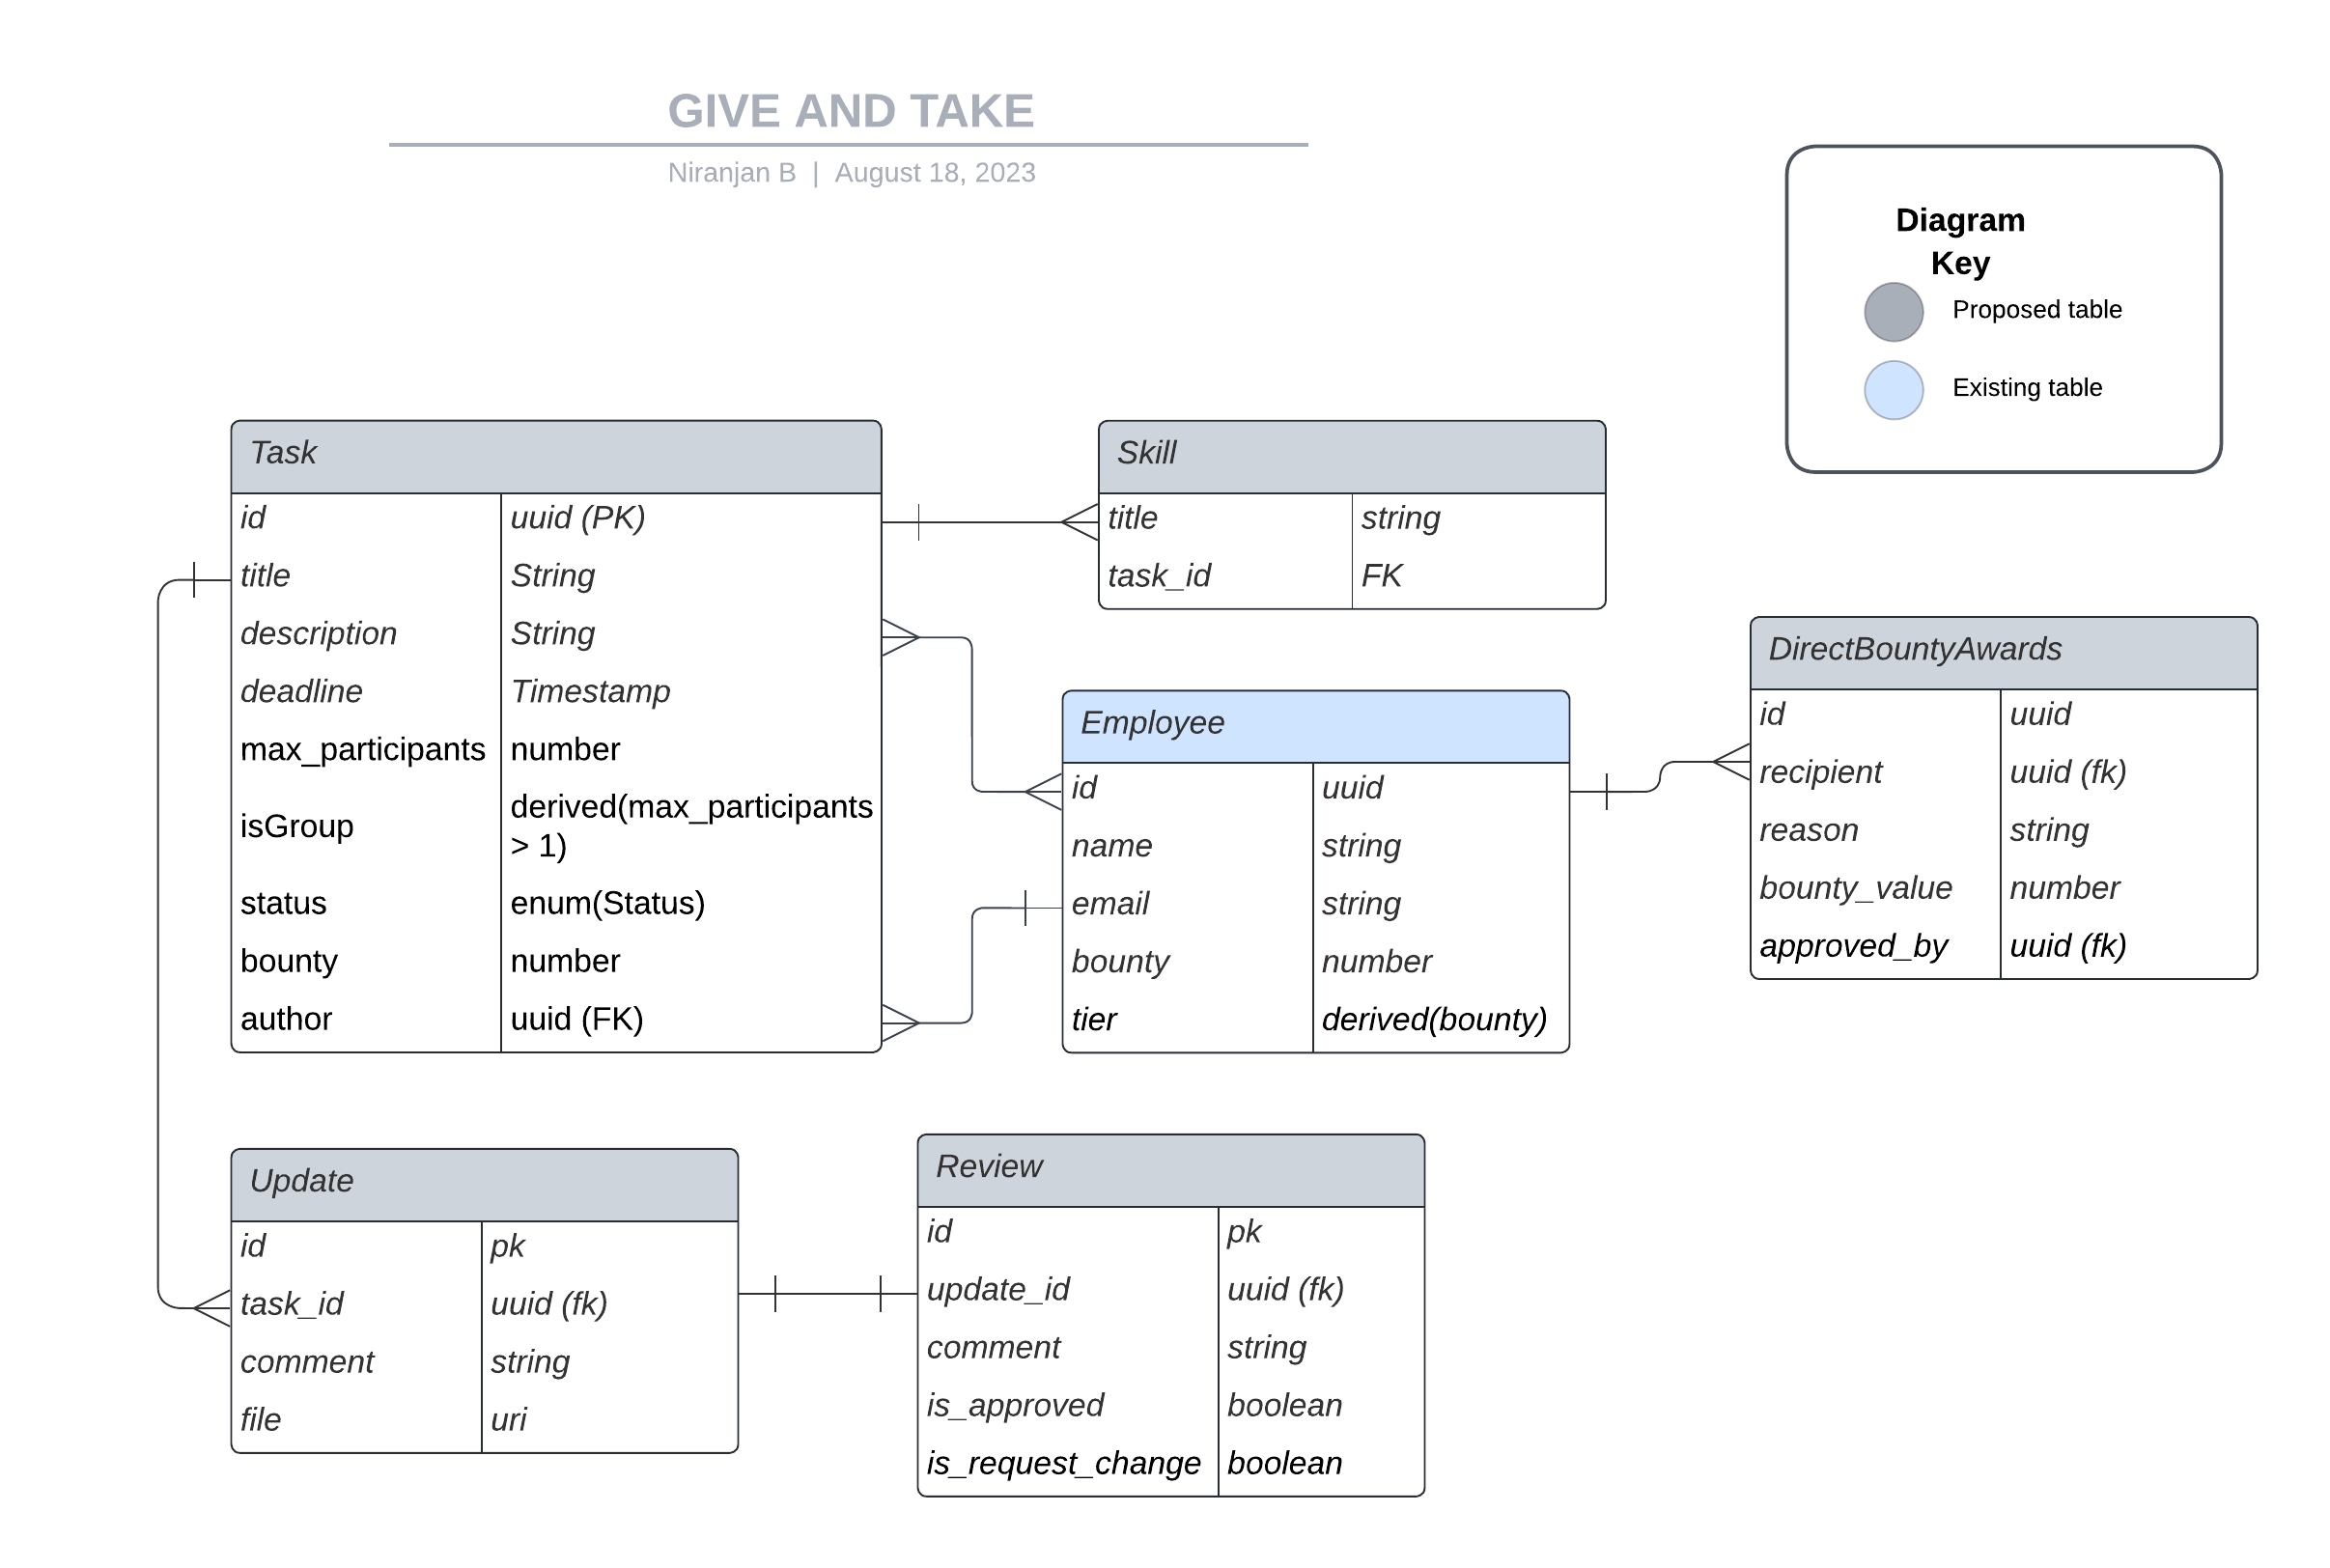 GIVE AND TAKE
Niranjan B | August 18, 2023
Diagram
Key
Proposed table
Existing table
Task
id uuid (PK)
title String
description String
deadline Timestamp
max_participants number
isGroup derived(max_participants
> 1)
status enum(Status)
bounty number
author uuid (FK)
Skill
title string
task_id FK
Employee
id uuid
name string
email string
bounty number
tier derived(bounty)
DirectBountyAwards
id uuid
recipient uuid (fk)
reason string
bounty_value number
approved_by uuid (fk)
Update
id pk
task_id uuid (fk)
comment string
file uri
Review
id pk
update_id uuid (fk)
comment string
is_approved boolean
is_request_change boolean